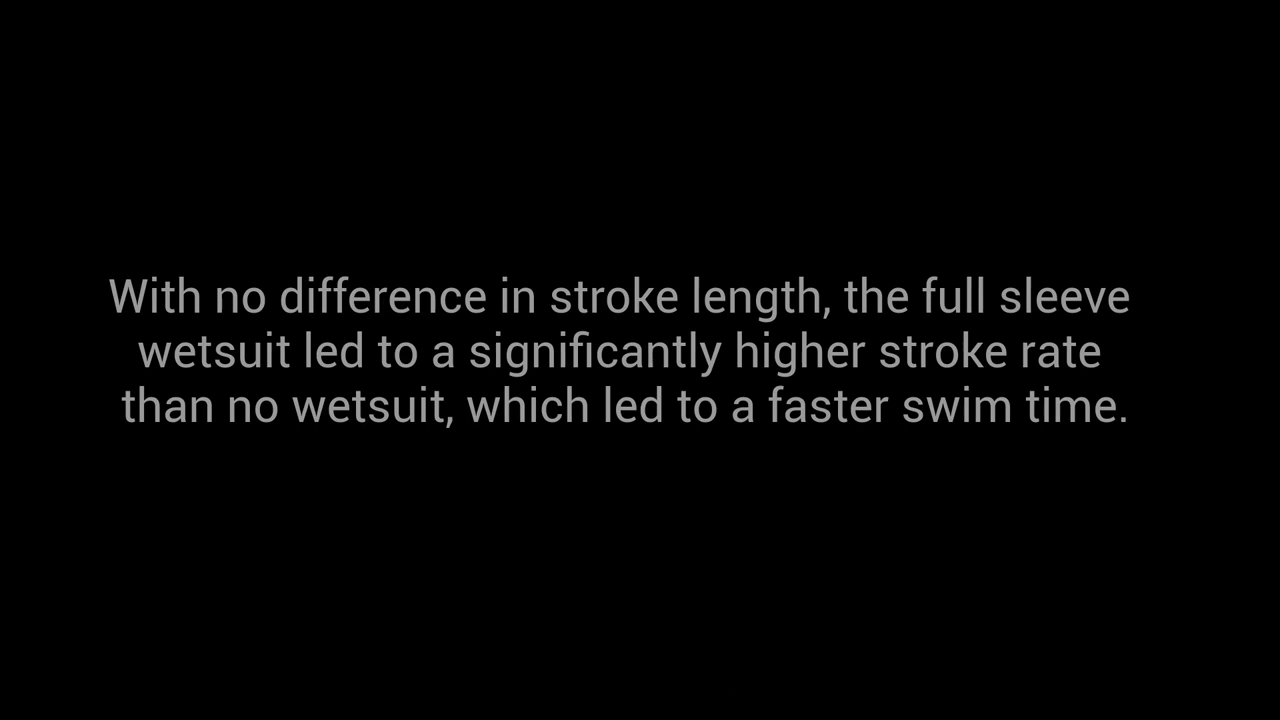 With no difference in stroke length, the full sleeve
wetsuit led to a significantly higher stroke rate
than no wetsuit, which led to a faster swim time.